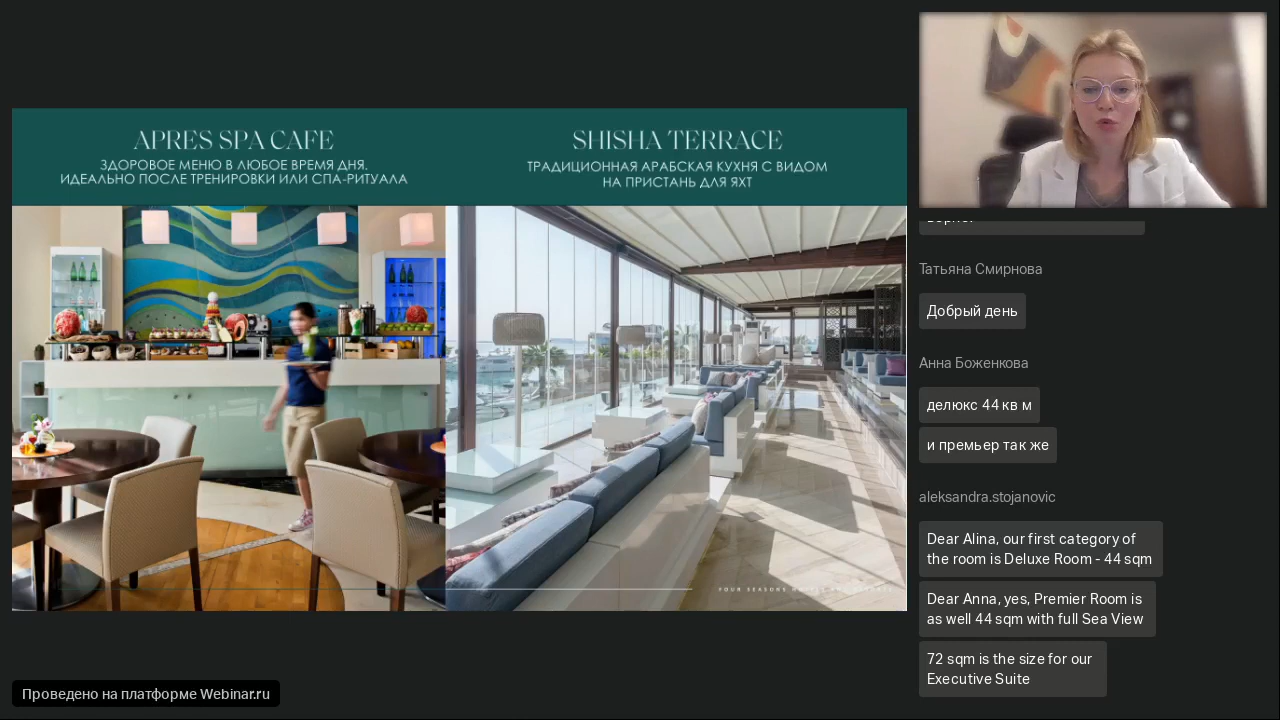 APRES SPA CAFE
ЗДОРОВОЕ МЕНЮ В ЛЮБОЕ ВРЕМЯ ДНЯ.
ИДЕАЛЬНО ПОСЛЕ ТРЕНИРОВКИ ИЛИ СПА-РИТУАЛА
SHISHA TERRACE
ТРАДИЦИОННАЯ АРАБСКАЯ КУХНЯ С ВИДОМ
НА ПРИСТАНЬ ДЛЯ ЯХТ
FOUR SEASONS
Татьяна Смирнова
Добрый день
Анна Боженкова
делюкс 44 кв м
и премьер так же
aleksandra.stojanovic
Dear Alina, our first category of
the room is Deluxe Room - 44 sqm
Dear Anna, yes, Premier Room is
as well 44 sqm with full Sea View
72 sqm is the size for our
Executive Suite
Проведено на платформе Webinar.ru